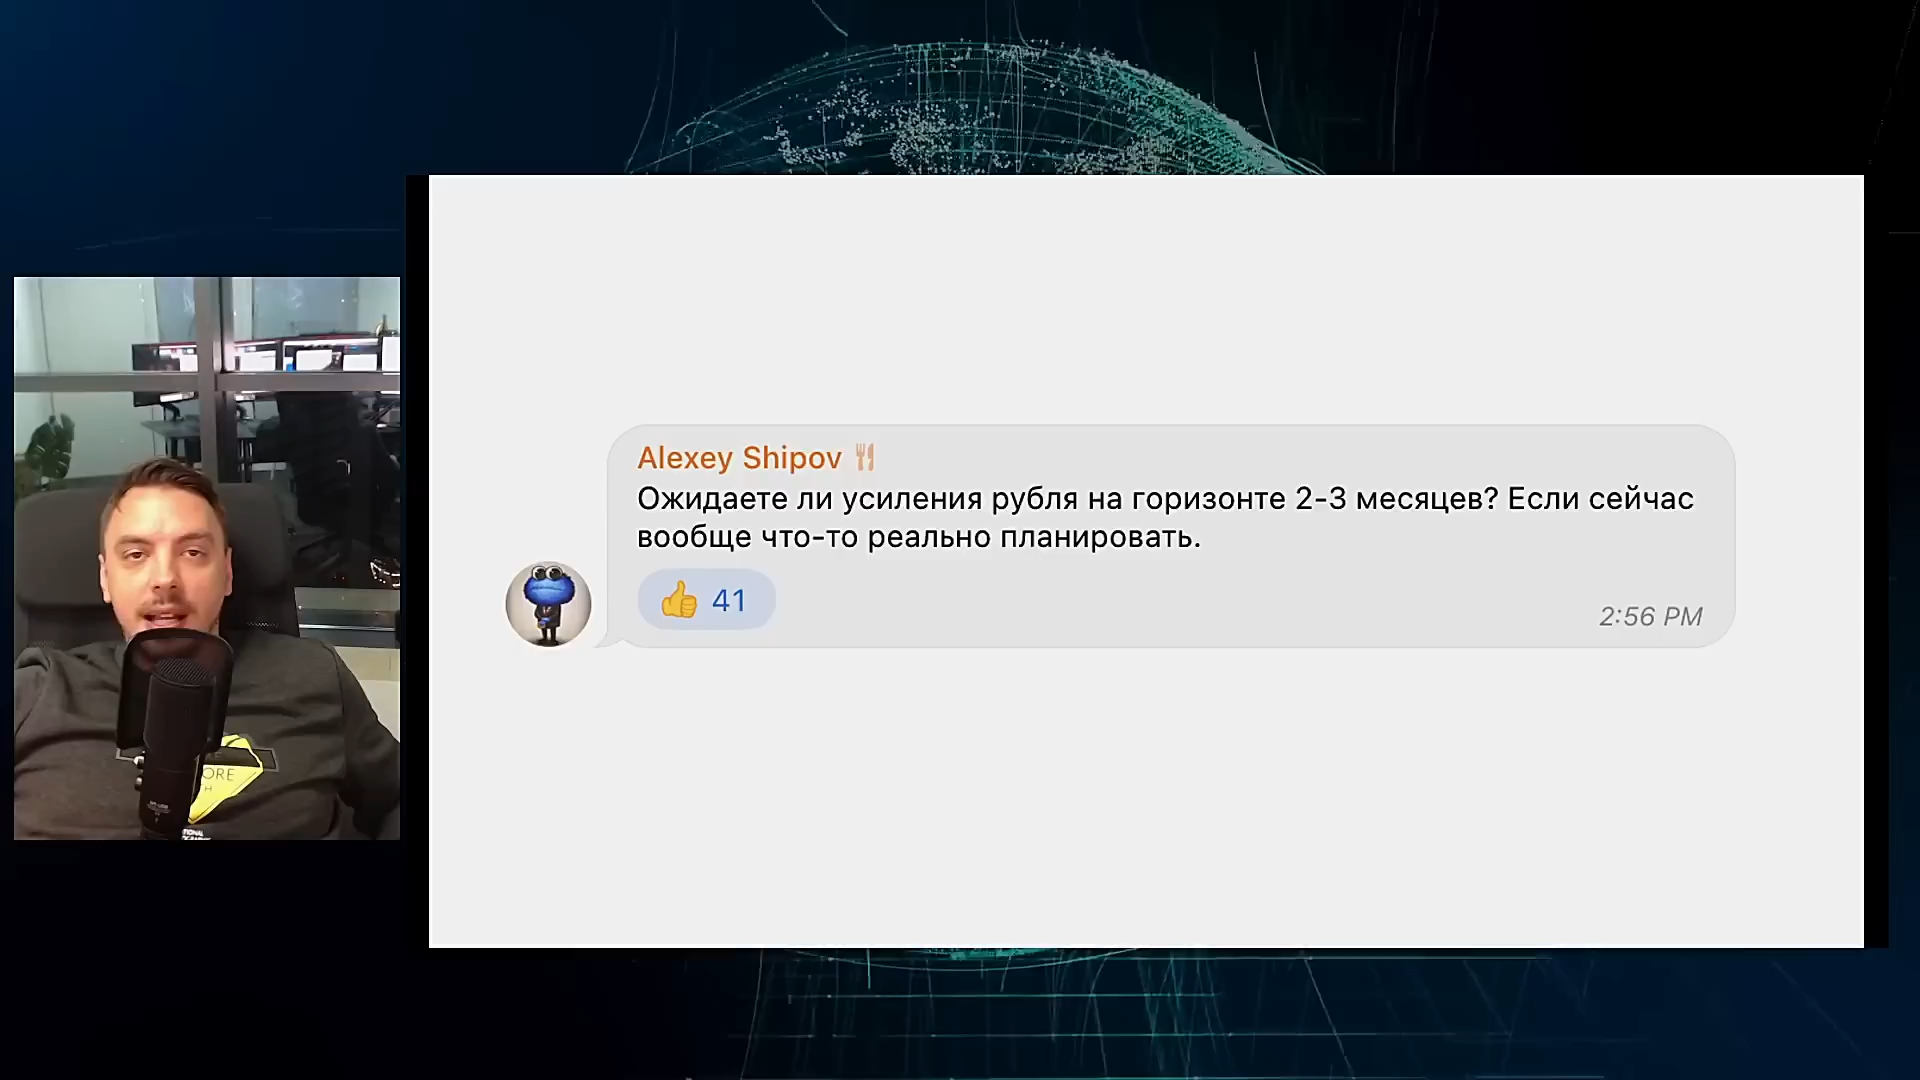 Alexey Shipov
Ожидаете ли усиления рубля на горизонте 2-3 месяцев? Если сейчас
вообще что-то реально планировать.
👍 41
2:56 PM
ORE
H